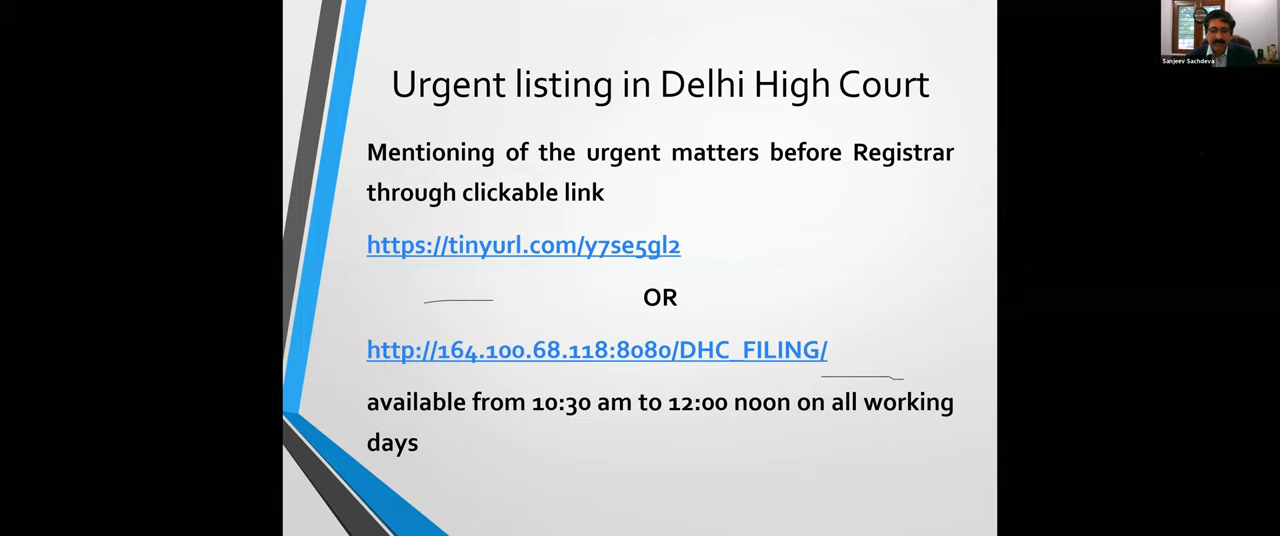 Urgent listing in Delhi High Court
Mentioning of the urgent matters before Registrar
through clickable link
https://tinyurl.com/y7se5gl2
OR
http://164.100.68.118:8080/DHC_FILING/
available from 10:30 am to 12:00 noon on all working
days
Sanjeev Sachdeva